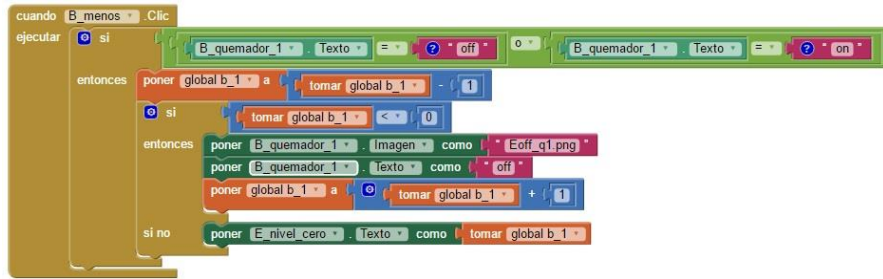 cuando B_menos .Clic
ejecutar si B_quemador_1 . Texto = " off " o B_quemador_1 . Texto = " on "
entonces poner global b_1 a tomar global b_1 - 1
si tomar global b_1 < 0
entonces poner B_quemador_1 . Imagen como " Eoff_q1.png "
poner B_quemador_1 . Texto como " off "
poner global b_1 a tomar global b_1 + 1
si no poner E_nivel_cero . Texto como tomar global b_1